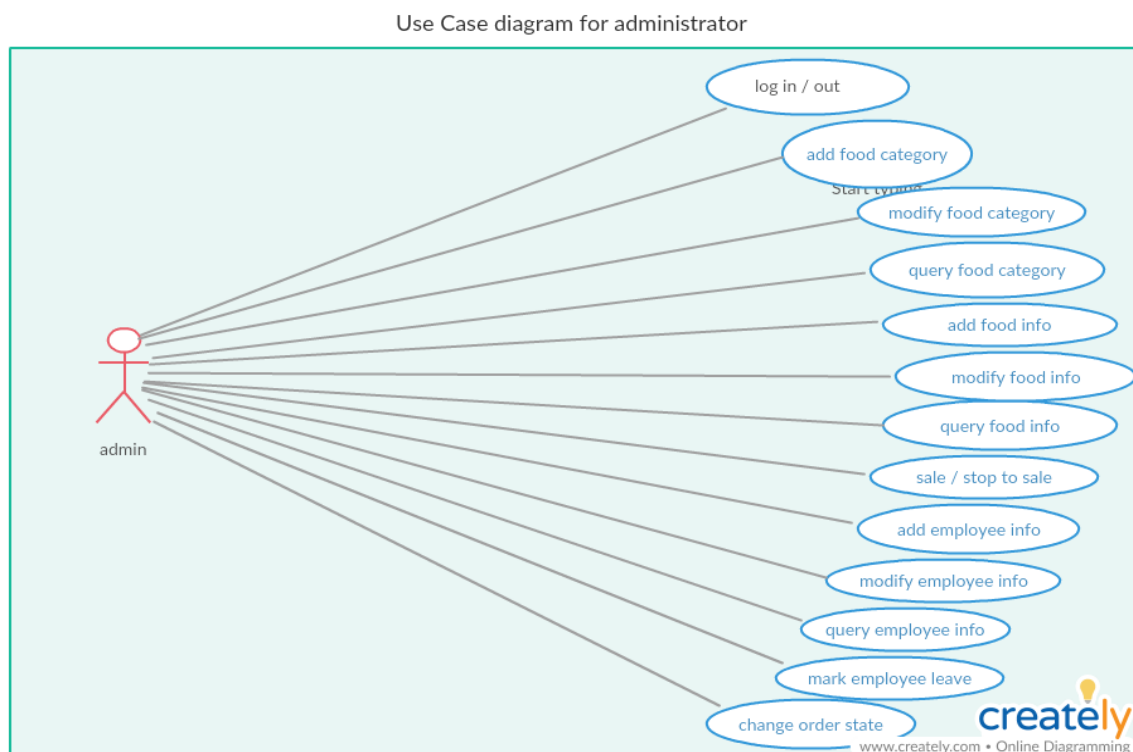 Use Case diagram for administrator
log in / out
add food category
Start typing
modify food category
query food category
add food info
modify food info
query food info
admin
sale / stop to sale
add employee info
modify employee info
query employee info
mark employee leave
change order state
creately
www.creately.com • Online Diagramming